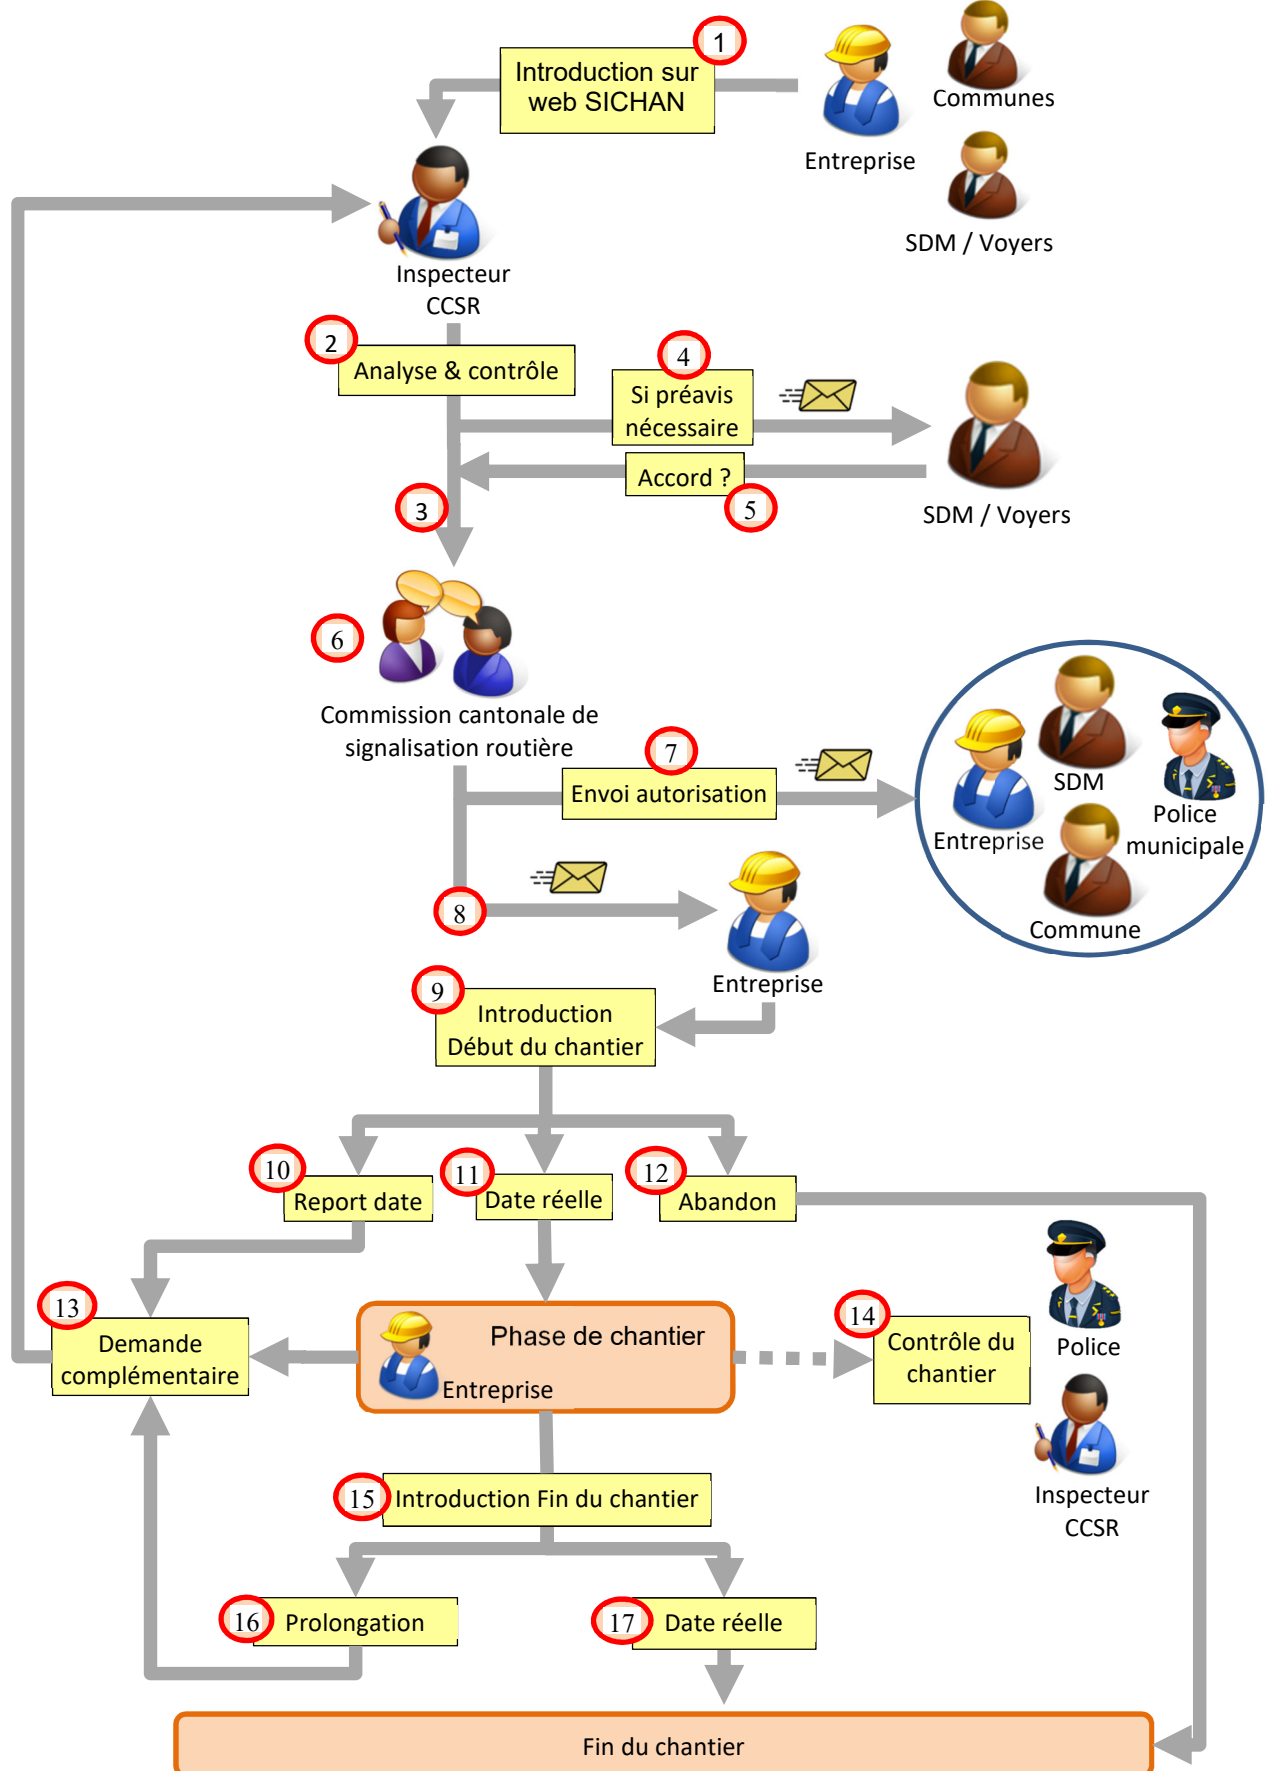 1
Introduction sur
web SICHAN
Communes
Entreprise
SDM / Voyers
Inspecteur
CCSR
2
Analyse & contrôle
4
Si préavis
nécessaire
Accord ?
5
SDM / Voyers
3
6
Commission cantonale de
signalisation routière
7
Envoi autorisation
SDM
Entreprise
Police
municipale
Commune
8
Entreprise
9
Introduction
Début du chantier
10
Report date
11
Date réelle
12
Abandon
13
Demande
complémentaire
Phase de chantier
Entreprise
14
Contrôle du
chantier
Police
Inspecteur
CCSR
15
Introduction Fin du chantier
16
Prolongation
17
Date réelle
Fin du chantier